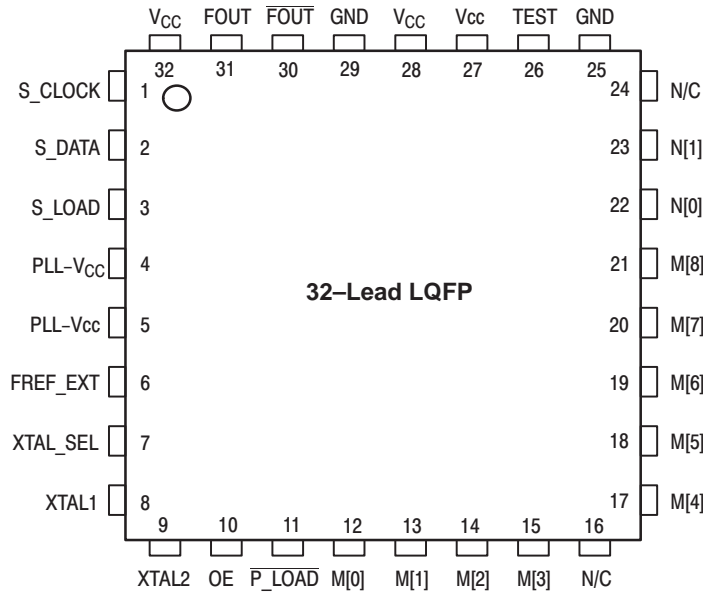 VCC FOUT FOUT GND VCC Vcc TEST GND
32 31 30 29 28 27 26 25
S_CLOCK 1 24 N/C
S_DATA 2 23 N[1]
S_LOAD 3 22 N[0]
PLL–VCC 4 21 M[8]
32–Lead LQFP
PLL–Vcc 5 20 M[7]
FREF_EXT 6 19 M[6]
XTAL_SEL 7 18 M[5]
XTAL1 8 17 M[4]
9 10 11 12 13 14 15 16
XTAL2 OE P_LOAD M[0] M[1] M[2] M[3] N/C